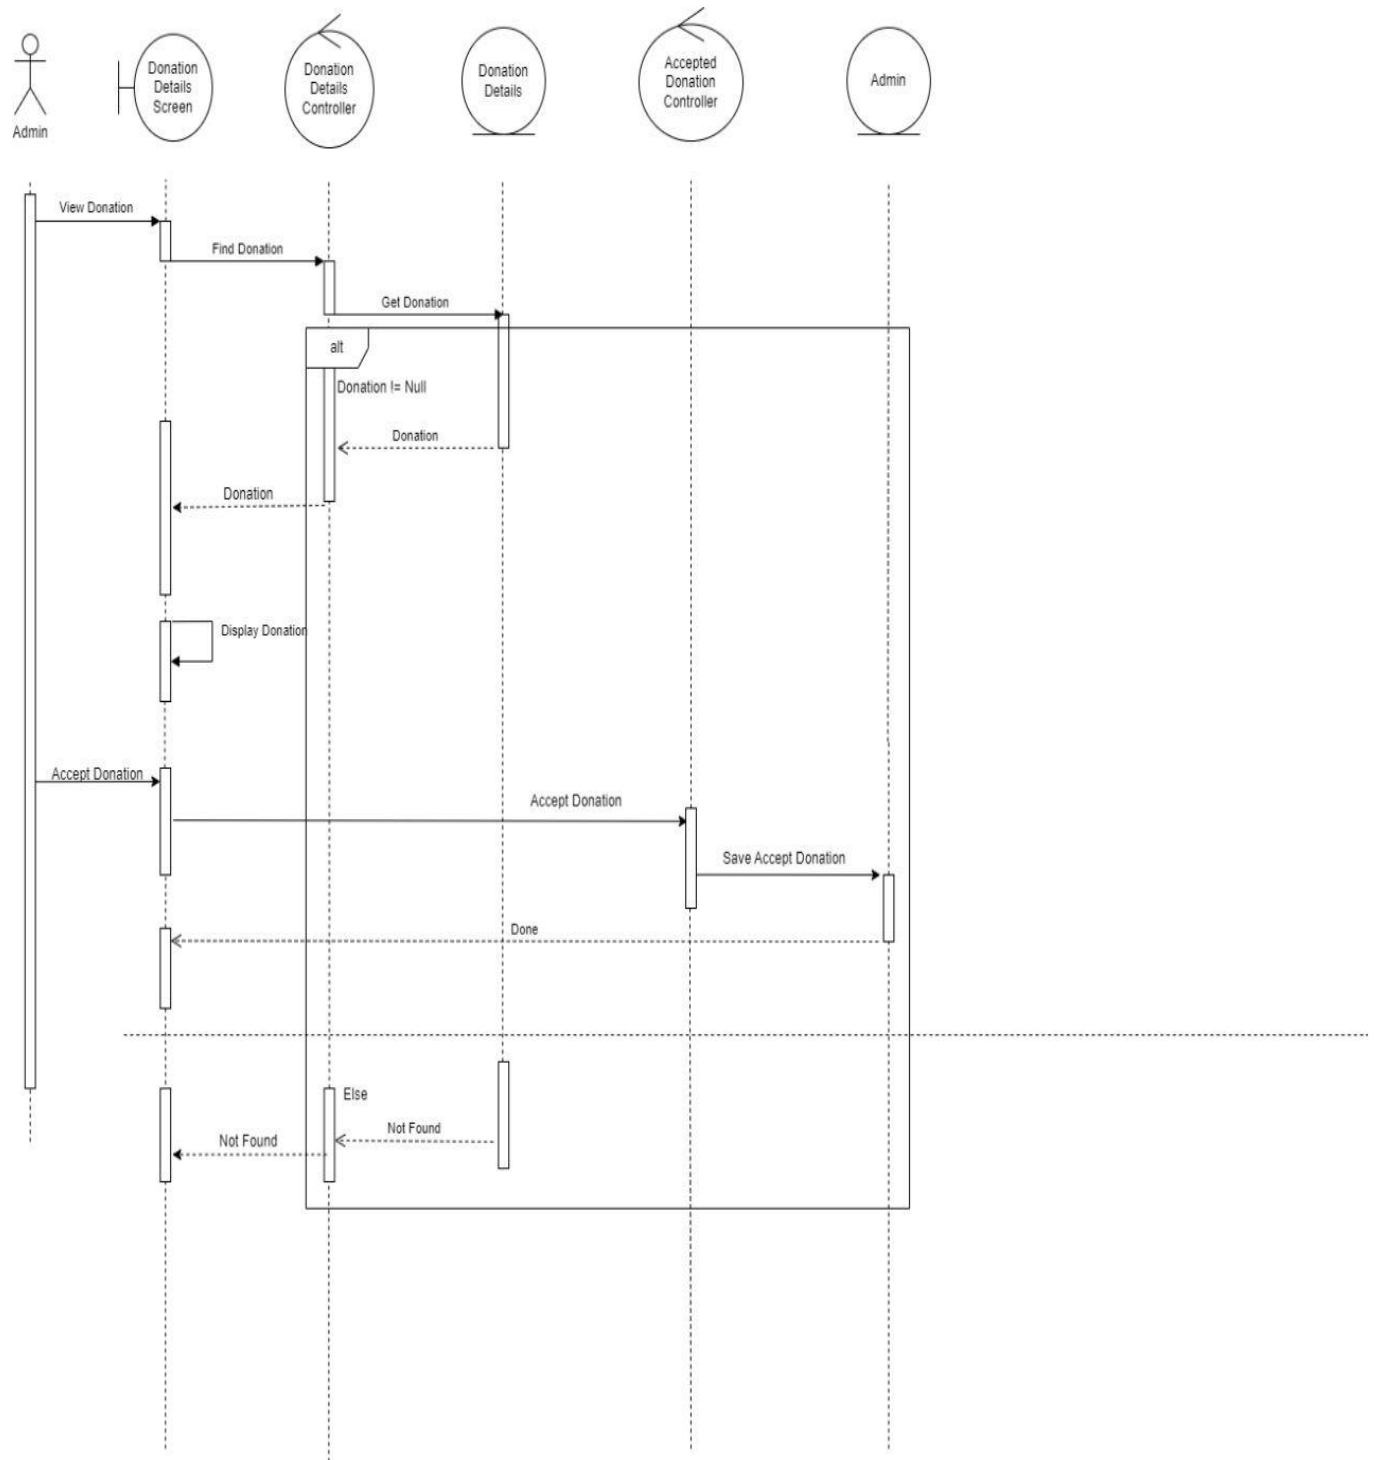 Admin
Donation
Details
Screen
Donation
Details
Controller
Donation
Details
Accepted
Donation
Controller
Admin
View Donation
Find Donation
Get Donation
alt
Donation != Null
Donation
Donation
Display Donation
Accept Donation
Accept Donation
Save Accept Donation
Done
Else
Not Found
Not Found